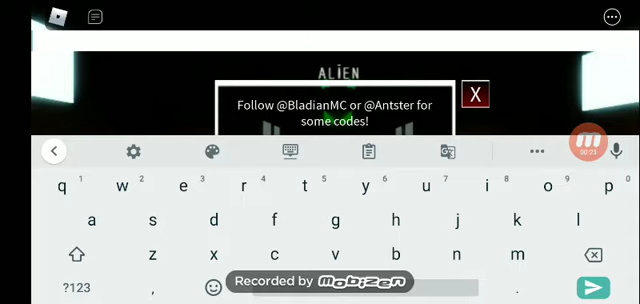 ALiEN
Follow @BladianMC or @Antster for
some codes!
X
00:21
q 1 w 2 e 3 r 4 t 5 y 6 u 7 i 8 o 9 p 0
a s d f g h j k l
z x c v b n m
?123 , .
Recorded by mobizen